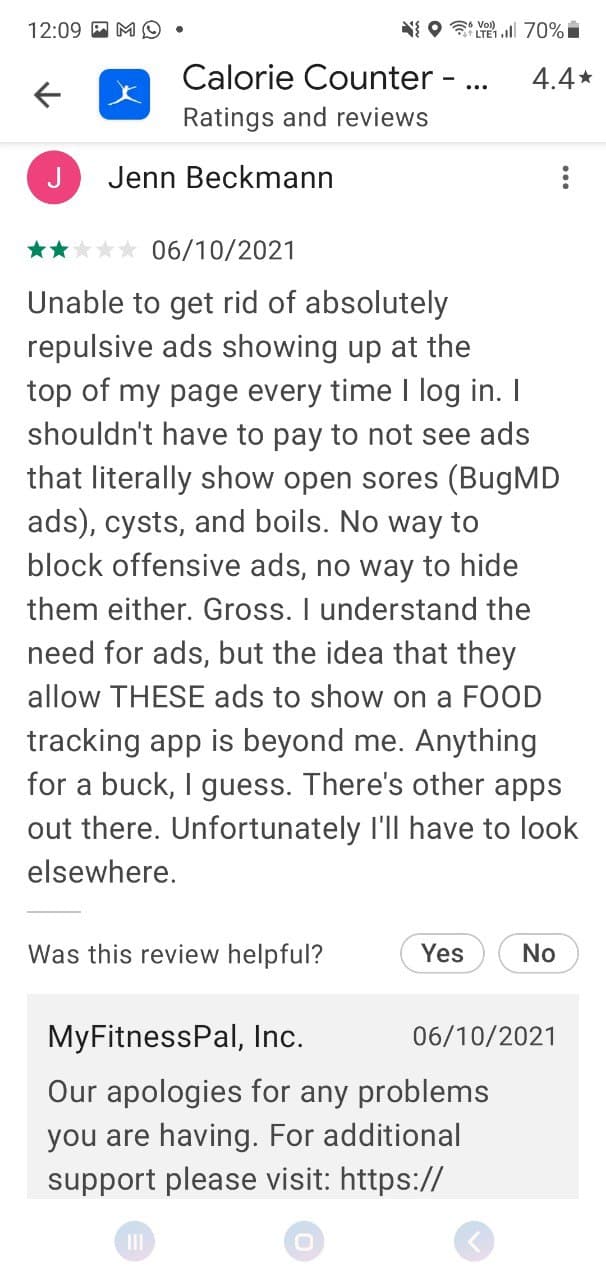 12:09
Vo))
LTE1
70%
Calorie Counter - ...
4.4★
Ratings and reviews
J
Jenn Beckmann
06/10/2021
Unable to get rid of absolutely
repulsive ads showing up at the
top of my page every time I log in. I
shouldn't have to pay to not see ads
that literally show open sores (BugMD
ads), cysts, and boils. No way to
block offensive ads, no way to hide
them either. Gross. I understand the
need for ads, but the idea that they
allow THESE ads to show on a FOOD
tracking app is beyond me. Anything
for a buck, I guess. There's other apps
out there. Unfortunately I'll have to look
elsewhere.
Was this review helpful?
Yes
No
MyFitnessPal, Inc.
06/10/2021
Our apologies for any problems
you are having. For additional
support please visit: https://